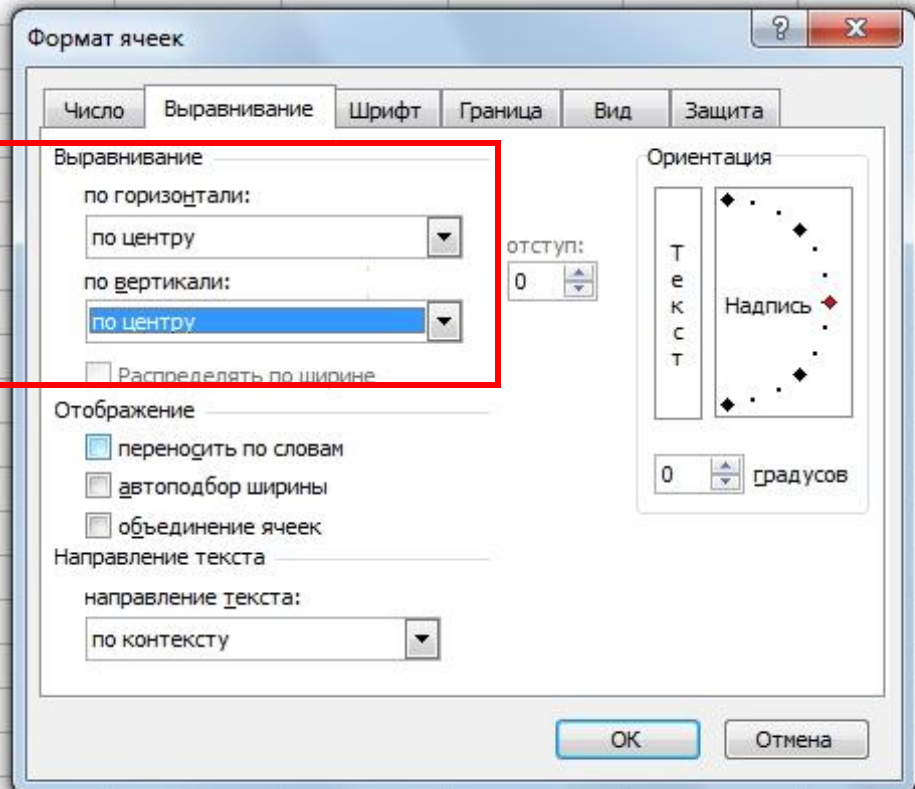 Формат ячеек
Число Выравнивание Шрифт Граница Вид Защита
Выравнивание
по горизонтали:
по центру
отступ:
0
по вертикали:
по центру
Распределять по ширине
Отображение
переносить по словам
автоподбор ширины
объединение ячеек
Направление текста
направление текста:
по контексту
Ориентация
Текст
Надпись
0 градусов
ОК Отмена